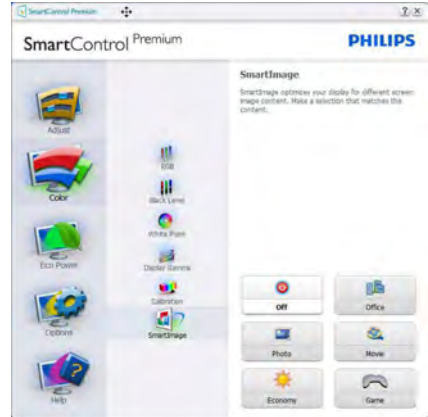 SmartControl Premium
SmartControl Premium
PHILIPS
SmartImage
SmartImage optimizes your display for different screen
image content. Make a selection that matches the
content.
Adjust
Color
Eco Power
Options
Help
RGB
Black Level
White Point
Display Gamma
Calibration
SmartImage
Off
Office
Photo
Movie
Economy
Game